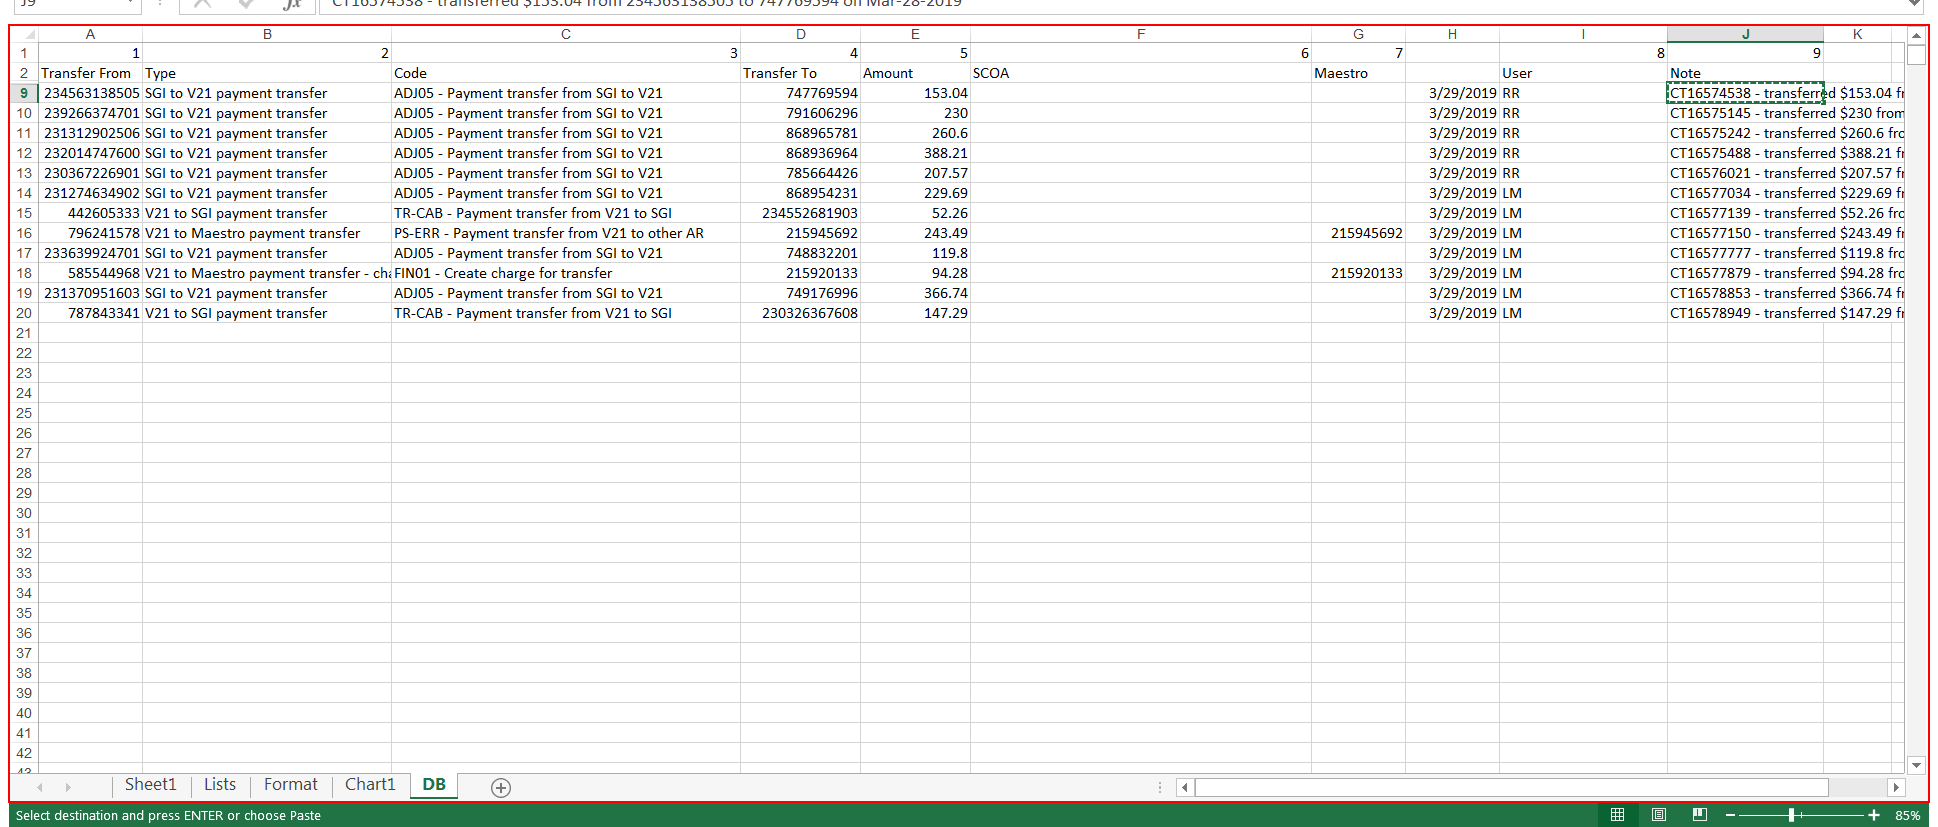 J9 fx CT16574538 - transferred $153.04 from 234563138505 to 747769594 on Mar-28-2019
A B C D E F G H I J K
1 1 2 3 4 5 6 7 8 9
2 Transfer From Type Code Transfer To Amount SCOA Maestro User Note
9 234563138505 SGI to V21 payment transfer ADJ05 - Payment transfer from SGI to V21 747769594 153.04 3/29/2019 RR CT16574538 - transferred $153.04 fr
10 239266374701 SGI to V21 payment transfer ADJ05 - Payment transfer from SGI to V21 791606296 230 3/29/2019 RR CT16575145 - transferred $230 from
11 231312902506 SGI to V21 payment transfer ADJ05 - Payment transfer from SGI to V21 868965781 260.6 3/29/2019 RR CT16575242 - transferred $260.6 fro
12 232014747600 SGI to V21 payment transfer ADJ05 - Payment transfer from SGI to V21 868936964 388.21 3/29/2019 RR CT16575488 - transferred $388.21 fr
13 230367226901 SGI to V21 payment transfer ADJ05 - Payment transfer from SGI to V21 785664426 207.57 3/29/2019 RR CT16576021 - transferred $207.57 fr
14 231274634902 SGI to V21 payment transfer ADJ05 - Payment transfer from SGI to V21 868954231 229.69 3/29/2019 LM CT16577034 - transferred $229.69 fr
15 442605333 V21 to SGI payment transfer TR-CAB - Payment transfer from V21 to SGI 234552681903 52.26 3/29/2019 LM CT16577139 - transferred $52.26 fro
16 796241578 V21 to Maestro payment transfer PS-ERR - Payment transfer from V21 to other AR 215945692 243.49 215945692 3/29/2019 LM CT16577150 - transferred $243.49 fr
17 233639924701 SGI to V21 payment transfer ADJ05 - Payment transfer from SGI to V21 748832201 119.8 3/29/2019 LM CT16577777 - transferred $119.8 fro
18 585544968 V21 to Maestro payment transfer - cha FIN01 - Create charge for transfer 215920133 94.28 215920133 3/29/2019 LM CT16577879 - transferred $94.28 fro
19 231370951603 SGI to V21 payment transfer ADJ05 - Payment transfer from SGI to V21 749176996 366.74 3/29/2019 LM CT16578853 - transferred $366.74 fr
20 787843341 V21 to SGI payment transfer TR-CAB - Payment transfer from V21 to SGI 230326367608 147.29 3/29/2019 LM CT16578949 - transferred $147.29 fr
21
22
23
24
25
26
27
28
29
30
31
32
33
34
35
36
37
38
39
40
41
42
43
Sheet1 Lists Format Chart1 DB
Select destination and press ENTER or choose Paste 85%